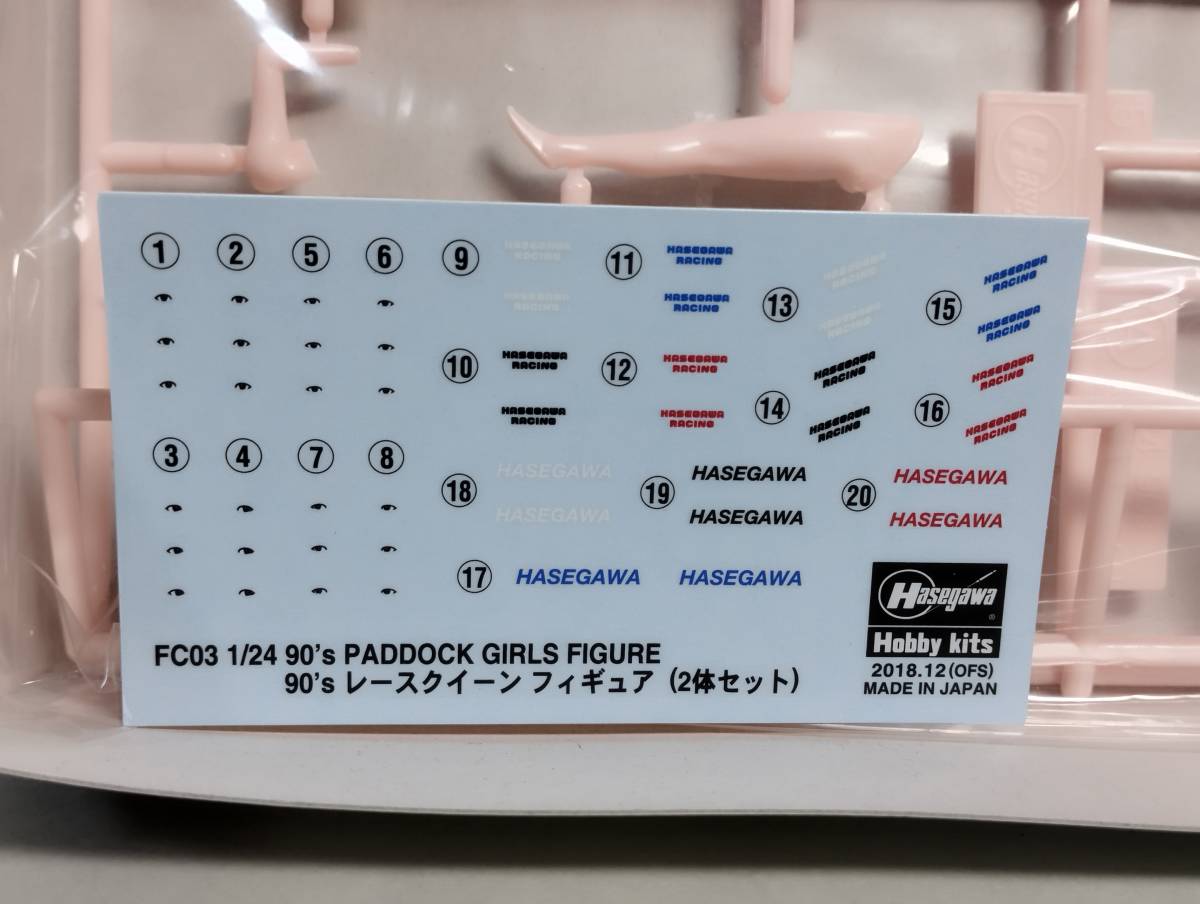 ① ② ⑤ ⑥ ⑨ HASEGAWA RACING
HASEGAWA RACING
⑪ HASEGAWA RACING
HASEGAWA RACING
⑬ HASEGAWA RACING
HASEGAWA RACING
⑮ HASEGAWA RACING
HASEGAWA RACING
⑩ HASEGAWA RACING
HASEGAWA RACING
⑫ HASEGAWA RACING
HASEGAWA RACING
⑭ HASEGAWA RACING
HASEGAWA RACING
⑯ HASEGAWA RACING
HASEGAWA RACING
③ ④ ⑦ ⑧
⑱ HASEGAWA
HASEGAWA
⑲ HASEGAWA
HASEGAWA
⑳ HASEGAWA
HASEGAWA
⑰ HASEGAWA HASEGAWA
Hasegawa®
Hobby kits
2018.12(OFS)
MADE IN JAPAN
FC03 1/24 90's PADDOCK GIRLS FIGURE
90's レースクイーン フィギュア (2体セット)